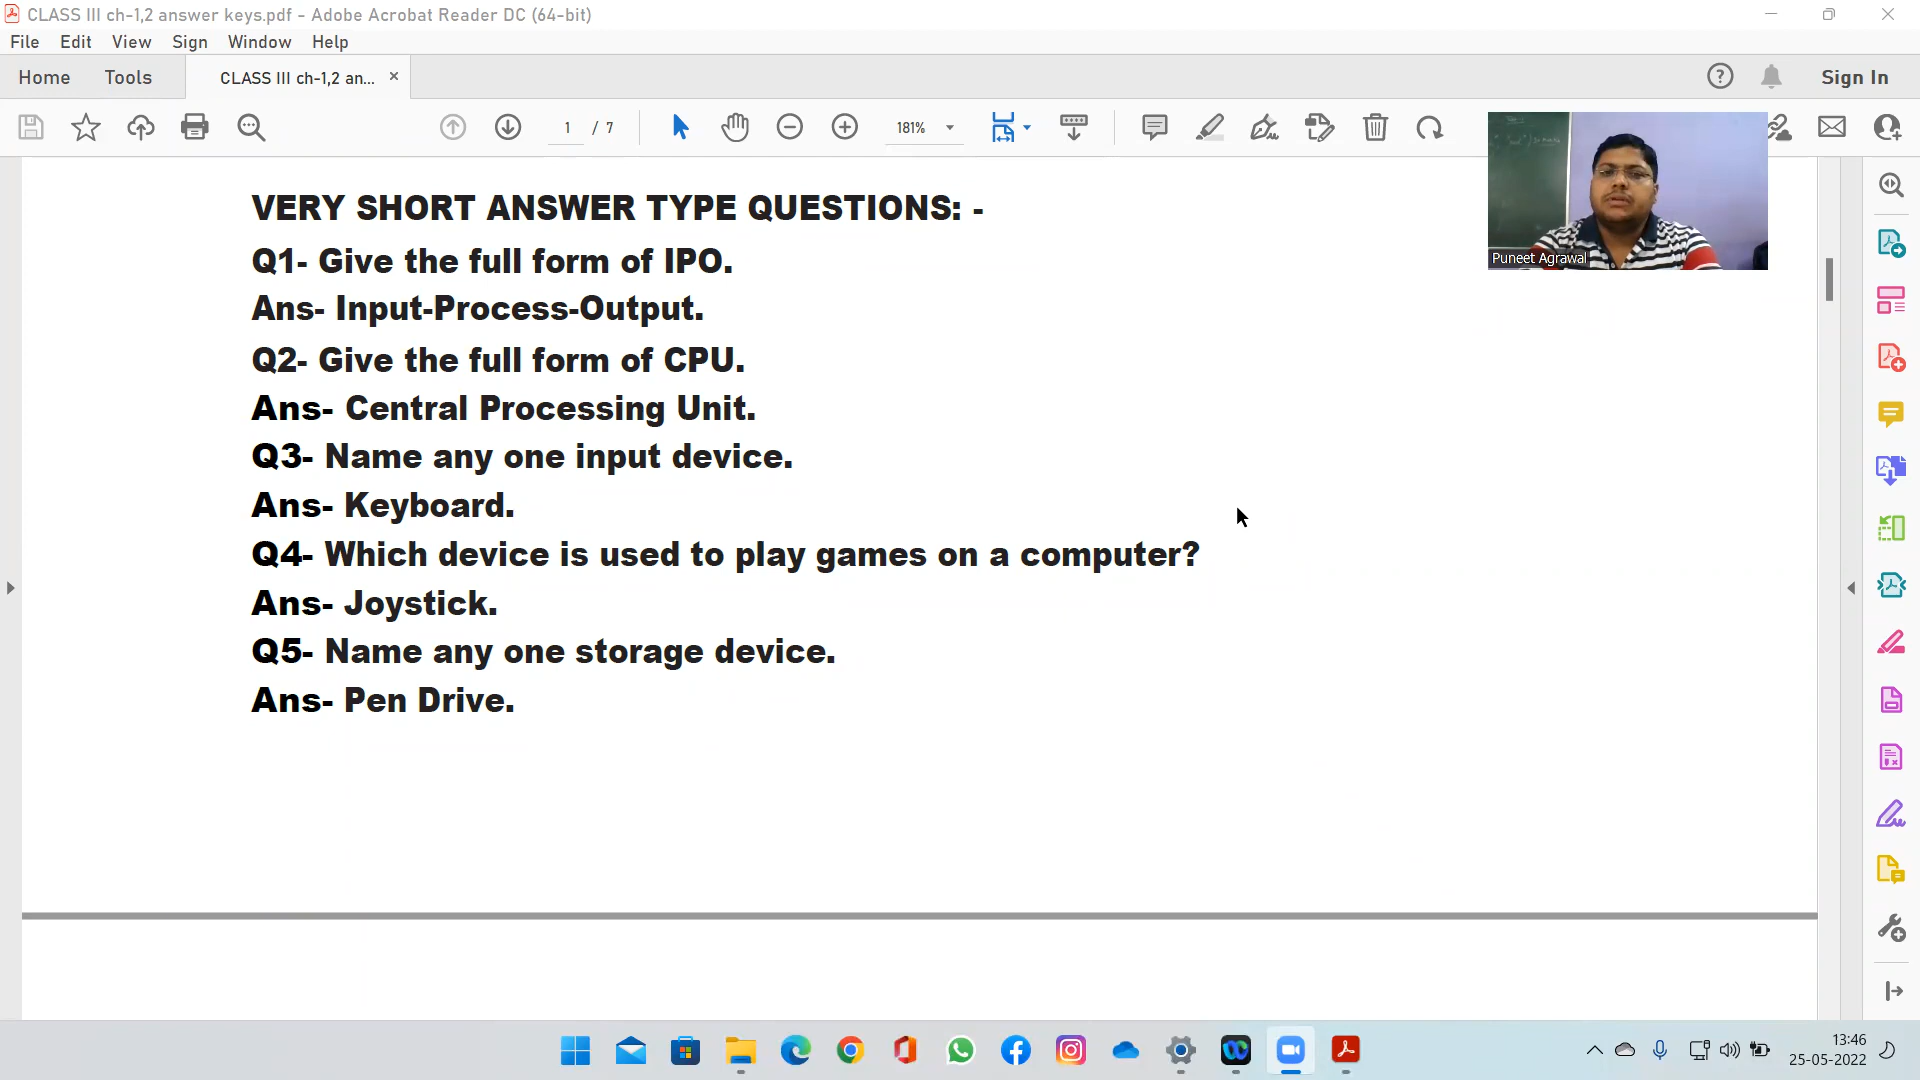 CLASS III ch-1,2 answer keys.pdf - Adobe Acrobat Reader DC (64-bit)
File Edit View Sign Window Help
Home Tools CLASS III ch-1,2 an... × Sign In
1 / 7 181%
Puneet Agrawal
VERY SHORT ANSWER TYPE QUESTIONS: -
Q1- Give the full form of IPO.
Ans- Input-Process-Output.
Q2- Give the full form of CPU.
Ans- Central Processing Unit.
Q3- Name any one input device.
Ans- Keyboard.
Q4- Which device is used to play games on a computer?
Ans- Joystick.
Q5- Name any one storage device.
Ans- Pen Drive.
13:46
25-05-2022